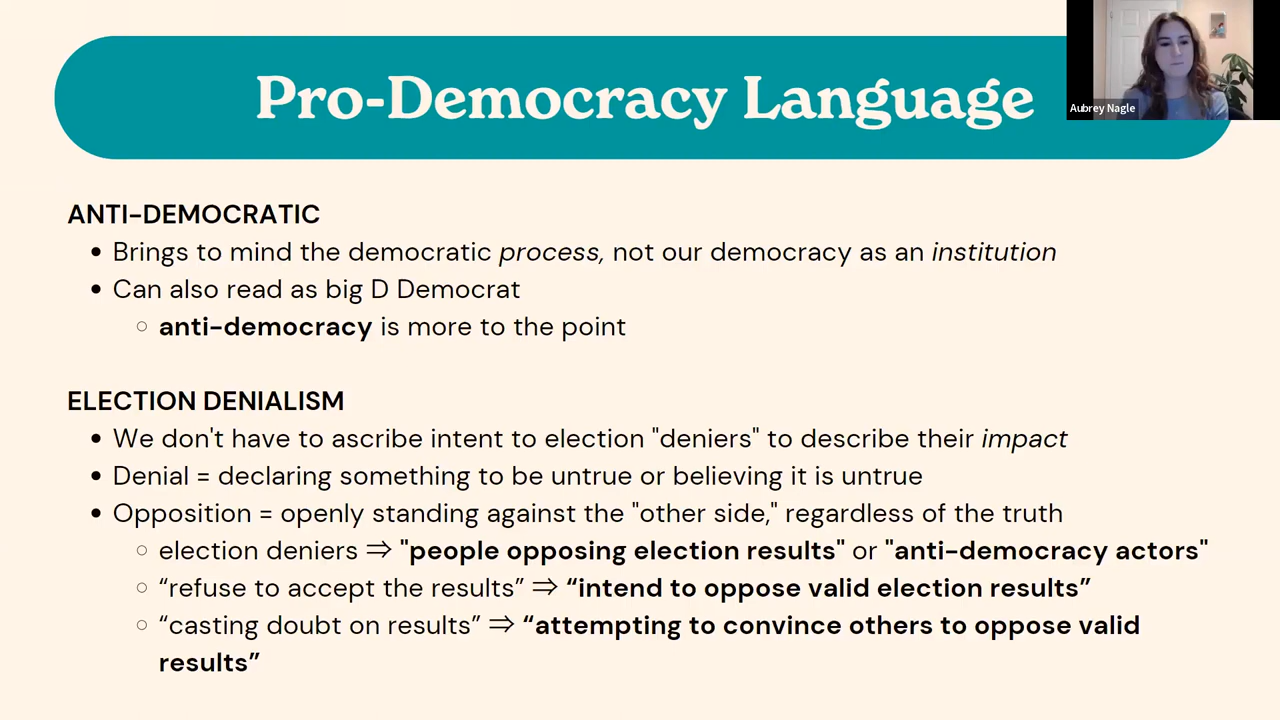 Pro-Democracy Language
Aubrey Nagle
ANTI-DEMOCRATIC
• Brings to mind the democratic process, not our democracy as an institution
• Can also read as big D Democrat
○ anti-democracy is more to the point
ELECTION DENIALISM
• We don't have to ascribe intent to election "deniers" to describe their impact
• Denial = declaring something to be untrue or believing it is untrue
• Opposition = openly standing against the "other side," regardless of the truth
○ election deniers ⇒ "people opposing election results" or "anti-democracy actors"
○ “refuse to accept the results” ⇒ “intend to oppose valid election results”
○ “casting doubt on results” ⇒ “attempting to convince others to oppose valid
results”